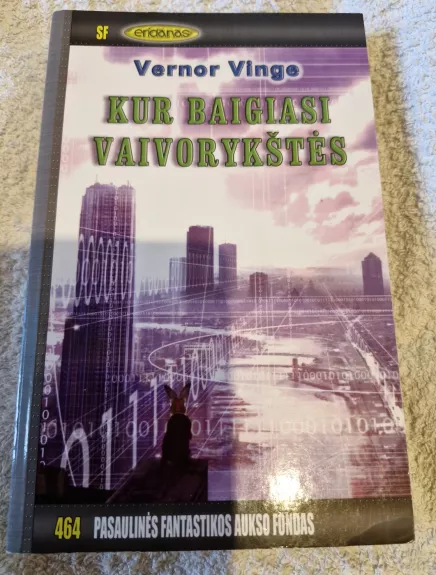 SF eridanas
Vernor Vinge
KUR BAIGIASI
VAIVORYKŠTĖS
464 PASAULINĖS FANTASTIKOS AUKSO FONDAS